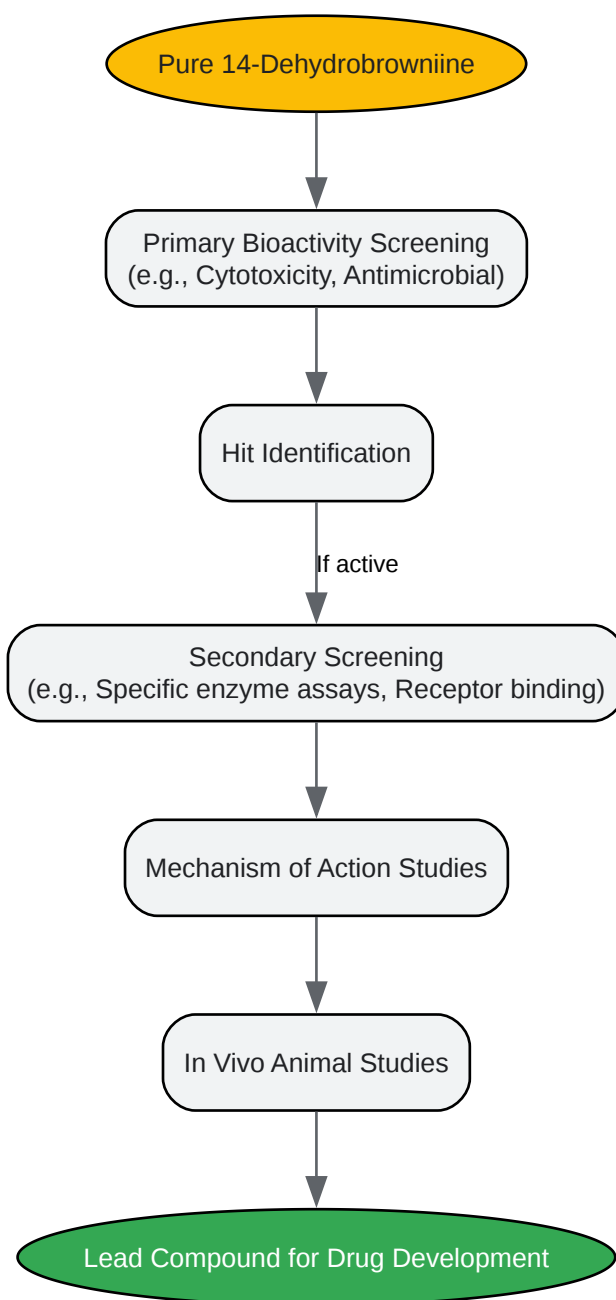 Pure 14-Dehydrobrowniine
Primary Bioactivity Screening
(e.g., Cytotoxicity, Antimicrobial)
Hit Identification
If active
Secondary Screening
(e.g., Specific enzyme assays, Receptor binding)
Mechanism of Action Studies
In Vivo Animal Studies
Lead Compound for Drug Development